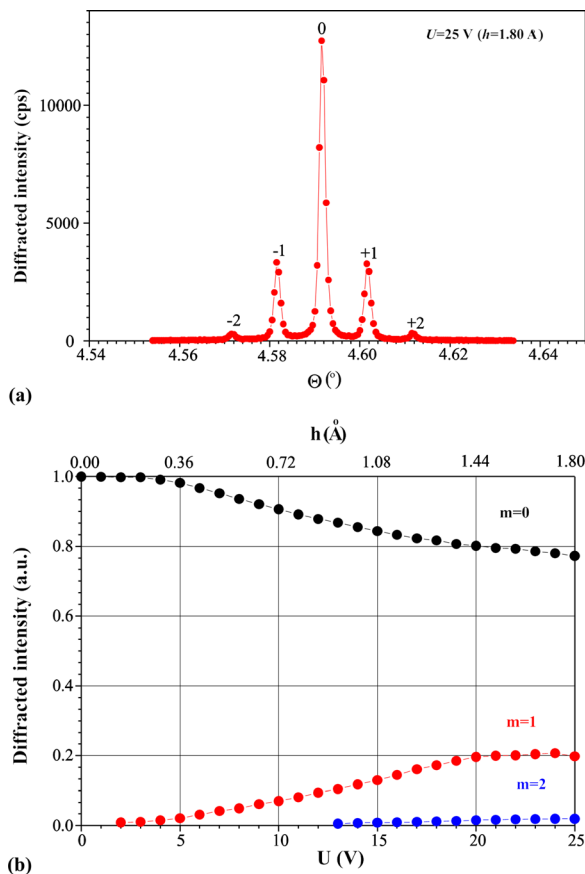 U=25 V (h=1.80 Å)
0
-1
+1
-2
+2
10000
5000
0
Diffracted intensity (cps)
4.54
4.56
4.58
4.60
4.62
4.64
Θ (°)
(a)
h(Å)
0.00
0.36
0.72
1.08
1.44
1.80
1.0
0.8
0.6
0.4
0.2
0.0
Diffracted intensity (a.u.)
m=0
m=1
m=2
0
5
10
15
20
25
U (V)
(b)